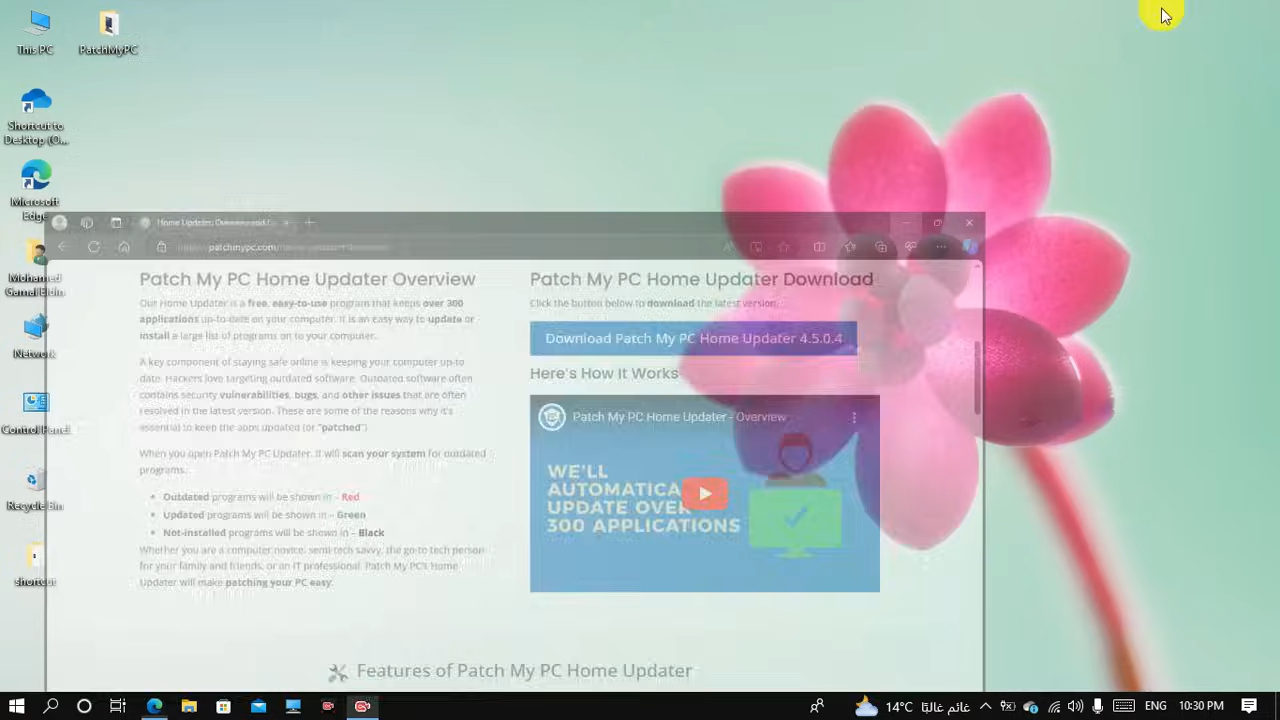 This PC
PatchMyPC
Shortcut to
Desktop (O...
Microsoft
Edge
Mohamed
Gamal Eldin
Network
Control Panel
Recycle Bin
shortcut
Home Updater: Overview and
patchmypc.com
Patch My PC Home Updater Overview
Our Home Updater is a free, easy-to-use program that keeps over 300
applications up-to-date on your computer. It is an easy way to update or
install a large list of programs on to your computer.
A key component of staying safe online is keeping your computer up-to
date. Hackers love targeting outdated software. Outdated software often
contains security vulnerabilities, bugs, and other issues that are often
resolved in the latest version. These are some of the reasons why it's
essential to keep the apps updated (or "patched")
When you open Patch My PC Updater, it will scan your system for outdated
programs.
• Outdated programs will be shown in – Red
• Updated programs will be shown in – Green
• Not-installed programs will be shown in – Black
Whether you are a computer novice, semi-tech savvy, the go-to tech person
for your family and friends, or an IT professional. Patch My PC's Home
Updater will make patching your PC easy.
Patch My PC Home Updater Download
Click the button below to download the latest version.
Download Patch My PC Home Updater 4.5.0.4
Here's How It Works
Patch My PC Home Updater - Overview
WE'LL
AUTOMATICA
UPDATE OVER
300 APPLICATIONS
Features of Patch My PC Home Updater
14°C غائم غالبًا
ENG
10:30 PM